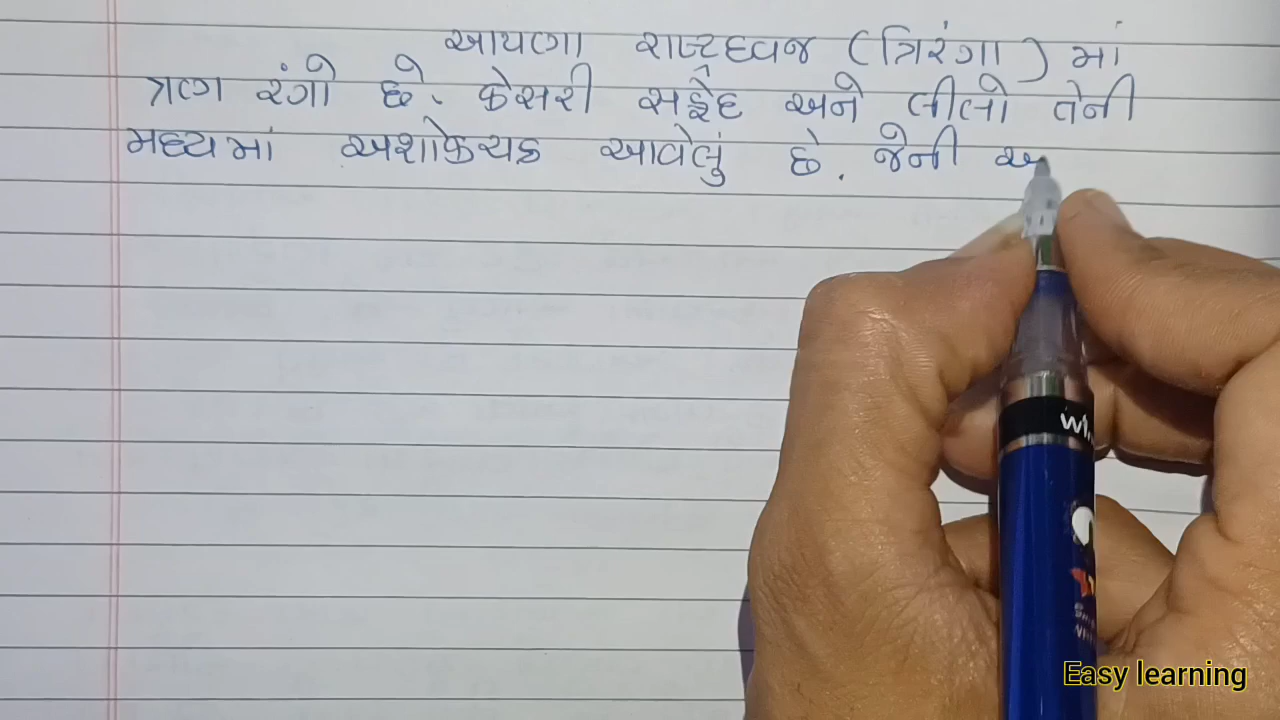 આપણા રાષ્ટ્રધ્વજ (ત્રિરંગા) માં
ત્રણ રંગો છે. કેસરી સફેદ અને લીલો તેની
મધ્યમાં અશોકચક્ર આવેલું છે. જેની અ
Easy learning